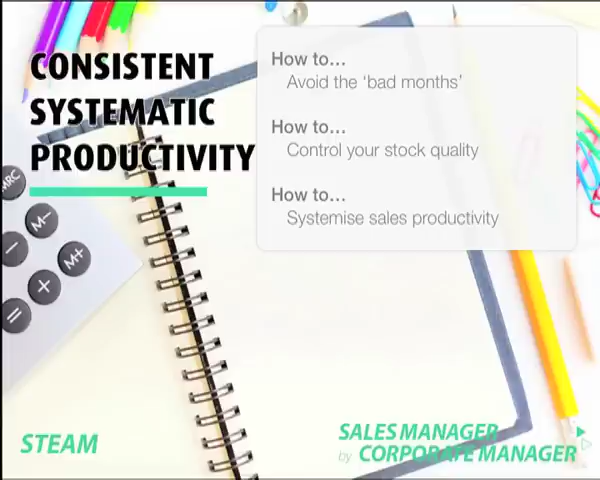 CONSISTENT
SYSTEMATIC
PRODUCTIVITY
How to...
Avoid the ‘bad months’
How to...
Control your stock quality
How to...
Systemise sales productivity
MRC
M−
M+
−
+
=
STEAM
SALES MANAGER
by CORPORATE MANAGER